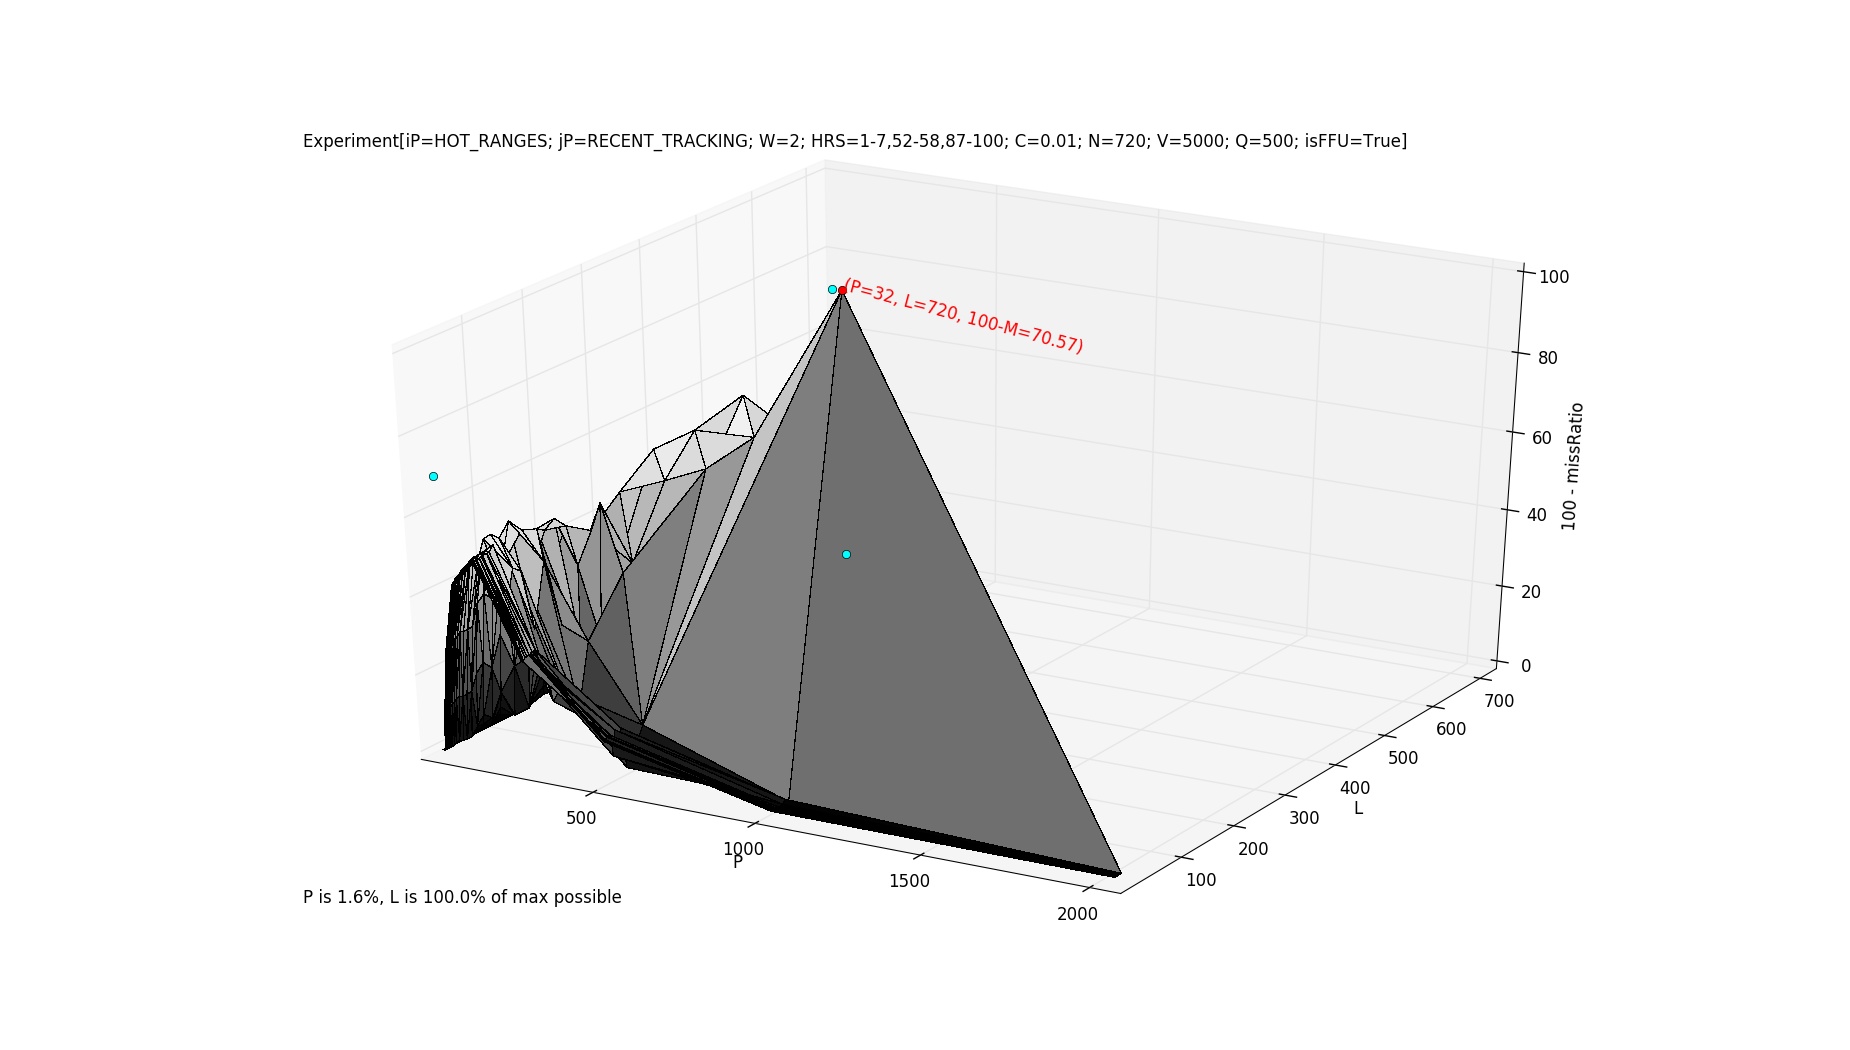 Experiment[iP=HOT_RANGES; jP=RECENT_TRACKING; W=2; HRS=1-7,52-58,87-100; C=0.01; N=720; V=5000; Q=500; isFFU=True]
(P=32, L=720, 100-M=70.57)
100
80
60
40
20
0
100 - missRatio
700
600
500
400
300
200
100
L
500
1000
1500
2000
P
P is 1.6%, L is 100.0% of max possible